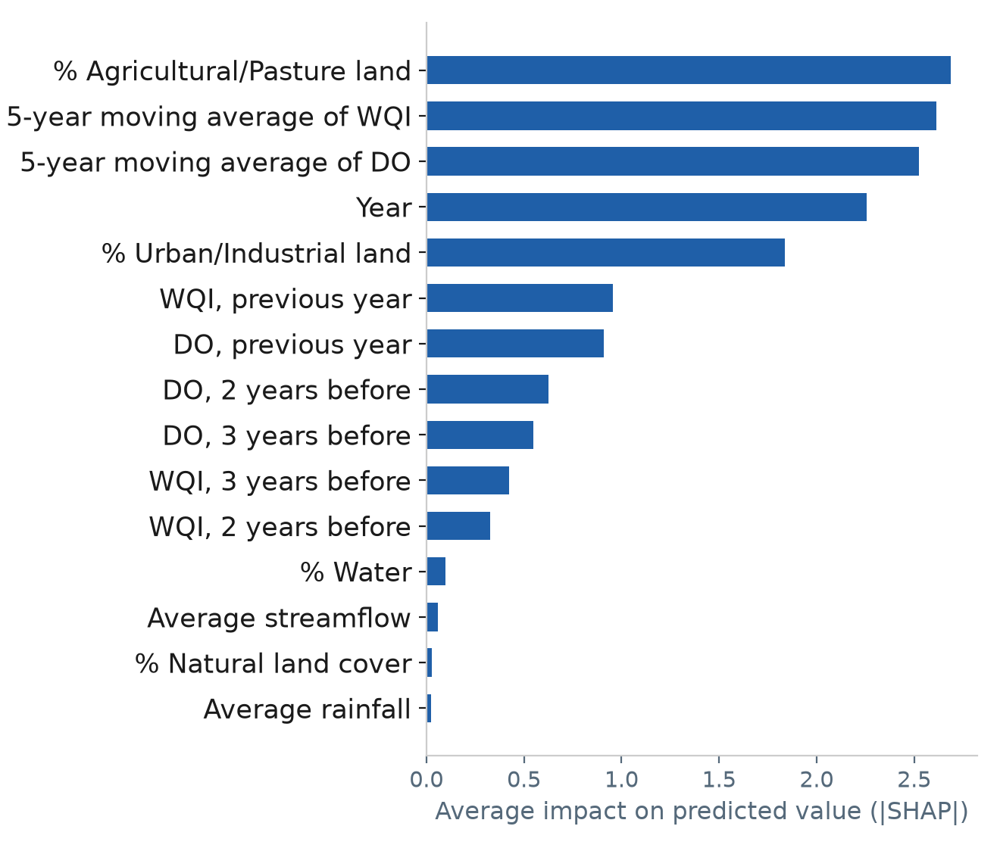 % Agricultural/Pasture land
5-year moving average of WQI
5-year moving average of DO
Year
% Urban/Industrial land
WQI, previous year
DO, previous year
DO, 2 years before
DO, 3 years before
WQI, 3 years before
WQI, 2 years before
% Water
Average streamflow
% Natural land cover
Average rainfall
0.0 0.5 1.0 1.5 2.0 2.5
Average impact on predicted value (|SHAP|)